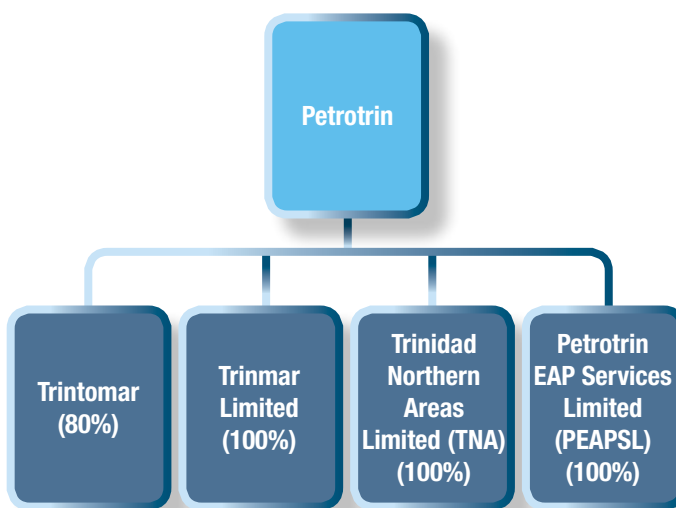 Petrotrin
Trintomar
(80%)
Trinmar
Limited
(100%)
Trinidad
Northern
Areas
Limited (TNA)
(100%)
Petrotrin
EAP Services
Limited
(PEAPSL)
(100%)